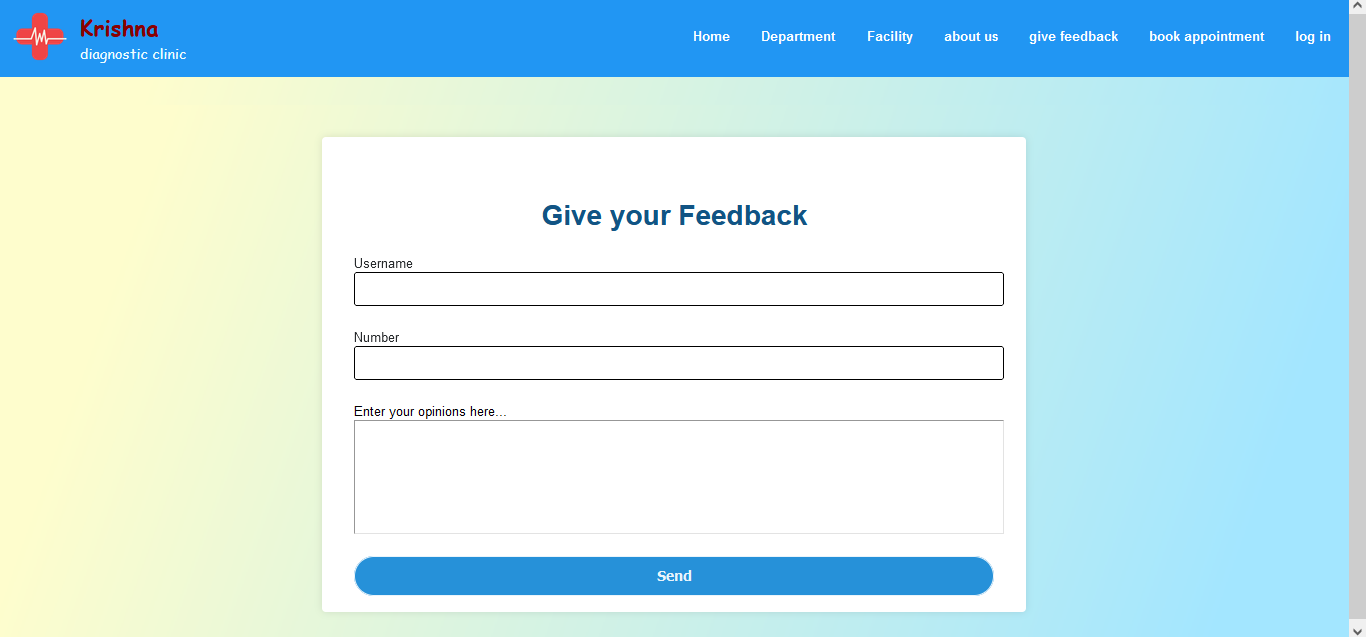 Krishna
diagnostic clinic
Home Department Facility about us give feedback book appointment log in
Give your Feedback
Username
Number
Enter your opinions here...
Send